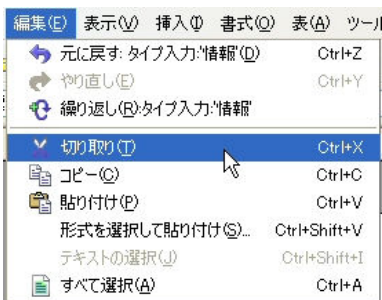 編集(E) 表示(V) 挿入(I) 書式(O) 表(A) ツー
元に戻す: タイプ入力:'情報'(D) Ctrl+Z
やり直し(E) Ctrl+Y
繰り返し(R):タイプ入力:'情報'
切り取り(T) Ctrl+X
コピー(C) Ctrl+C
貼り付け(P) Ctrl+V
形式を選択して貼り付け(S)... Ctrl+Shift+V
テキストの選択(J) Ctrl+Shift+I
すべて選択(A) Ctrl+A